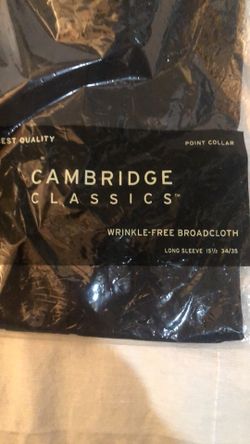 EST QUALITY
POINT COLLAR
CAMBRIDGE
CLASSICS™
WRINKLE-FREE BROADCLOTH
LONG SLEEVE 15½ 34/35